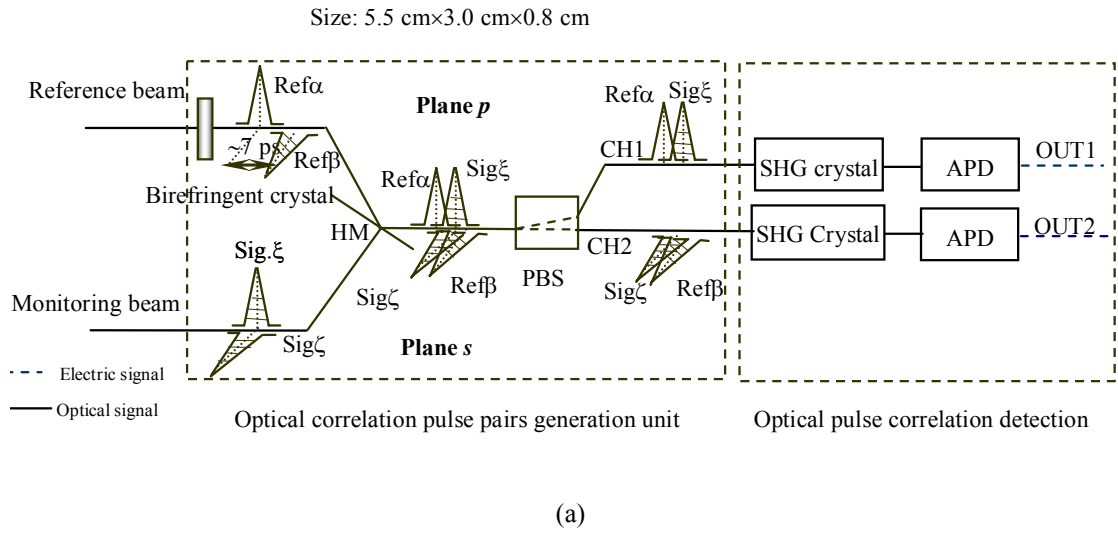 Size: 5.5 cm×3.0 cm×0.8 cm
Reference beam
Refα
Plane p
Refα
Sigξ
~7 ps
Refβ
CH1
SHG crystal
APD
OUT1
Birefringent crystal
Refα
Sigξ
HM
CH2
SHG Crystal
APD
OUT2
Sig.ξ
PBS
Sigζ
Refβ
Sigζ
Refβ
Monitoring beam
Sigζ
Plane s
Electric signal
Optical signal
Optical correlation pulse pairs generation unit
Optical pulse correlation detection
(a)